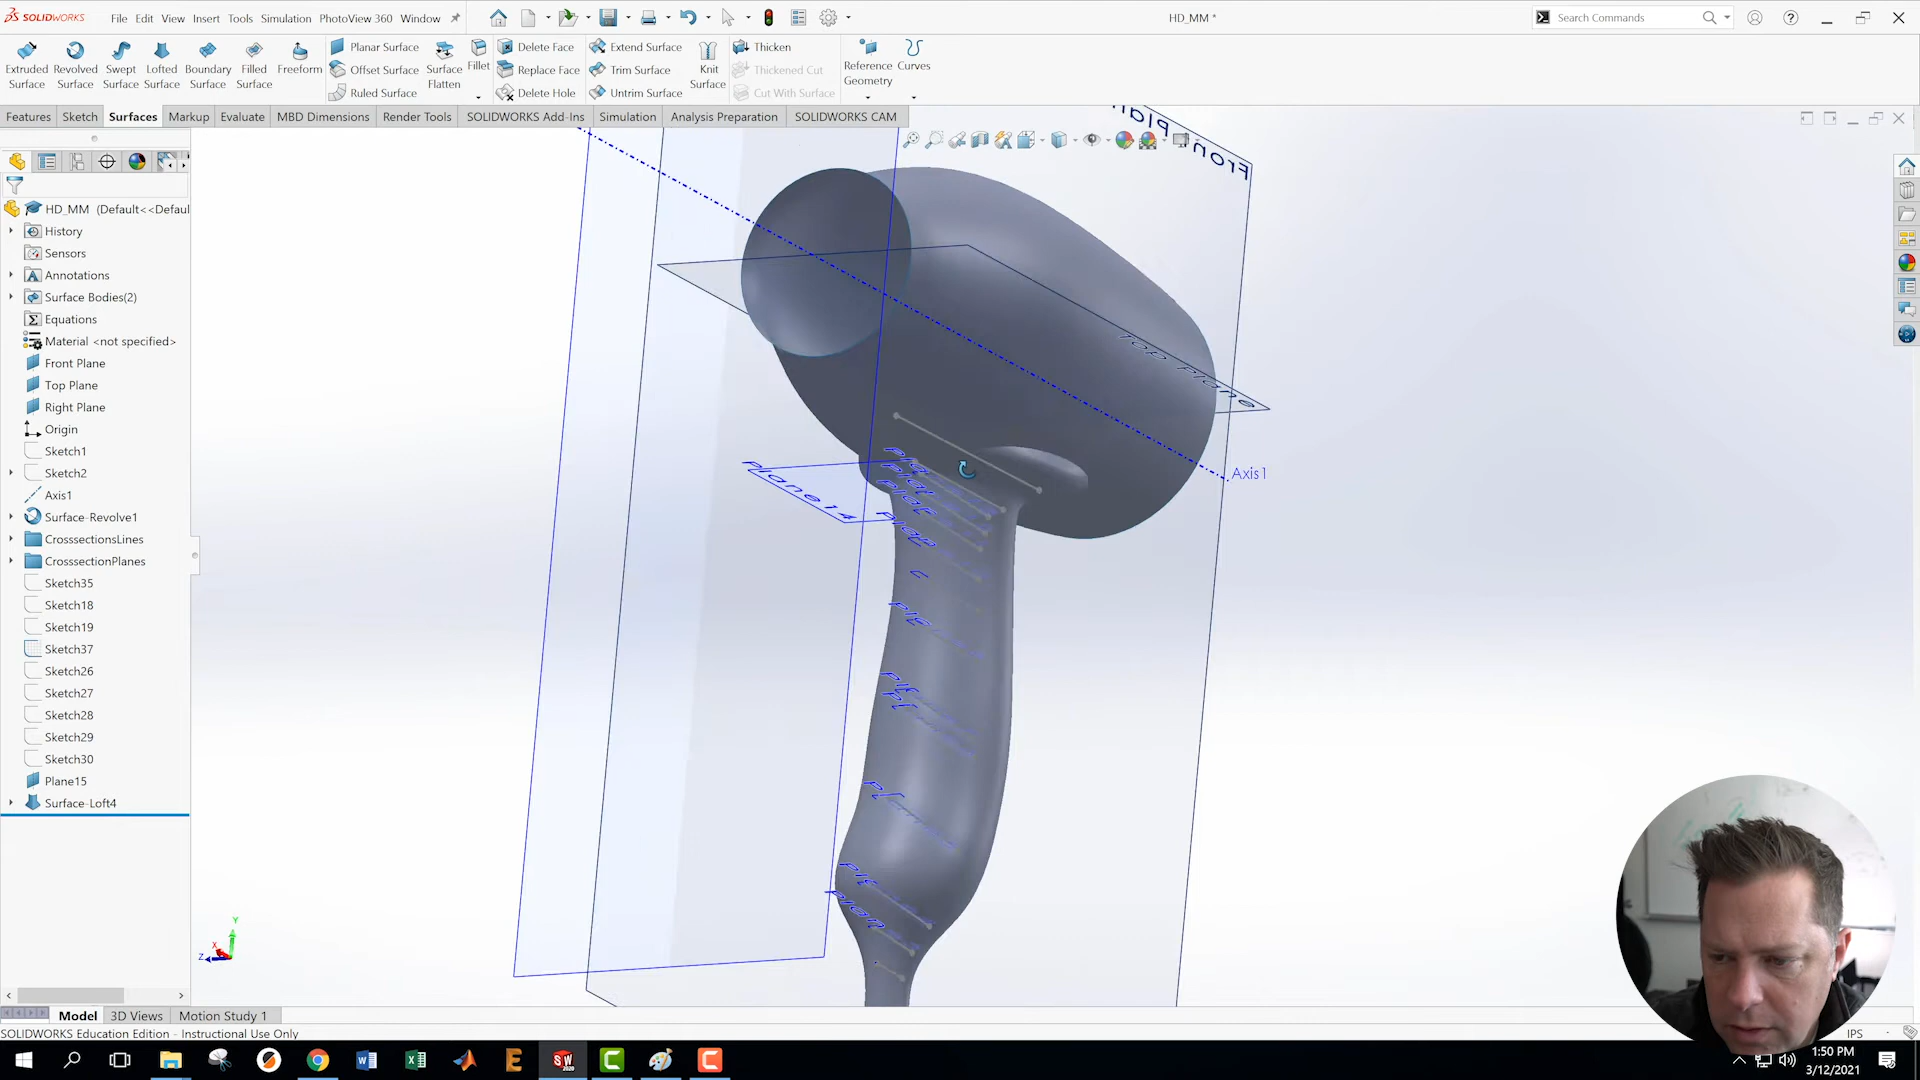 SOLIDWORKS File Edit View Insert Tools Simulation PhotoView 360 Window HD_MM * Search Commands
Extruded Surface
Revolved Surface
Swept Surface
Lofted Surface
Boundary Surface
Filled Surface
Freeform
Planar Surface
Offset Surface
Ruled Surface
Surface Flatten
Fillet
Delete Face
Replace Face
Delete Hole
Extend Surface
Trim Surface
Untrim Surface
Knit Surface
Thicken
Thickened Cut
Cut With Surface
Reference Geometry
Curves
Features Sketch Surfaces Markup Evaluate MBD Dimensions Render Tools SOLIDWORKS Add-Ins Simulation Analysis Preparation SOLIDWORKS CAM
HD_MM (Default<<Defaul
History
Sensors
Annotations
Surface Bodies(2)
Equations
Material <not specified>
Front Plane
Top Plane
Right Plane
Origin
Sketch1
Sketch2
Axis1
Surface-Revolve1
CrosssectionsLines
CrosssectionPlanes
Sketch35
Sketch18
Sketch19
Sketch37
Sketch26
Sketch27
Sketch28
Sketch29
Sketch30
Plane15
Surface-Loft4
Front Plan
Top Plane
Axis1
Plane 14
Y
X
Z
Model 3D Views Motion Study 1
SOLIDWORKS Education Edition - Instructional Use Only
IPS
1:50 PM
3/12/2021